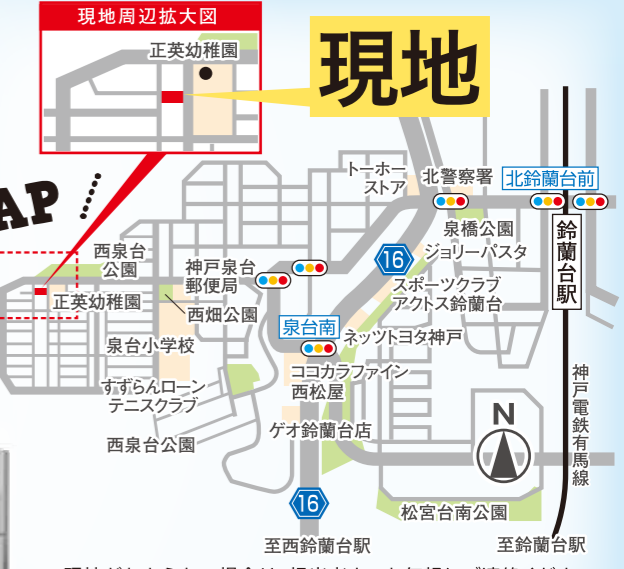 現地周辺拡大図
正英幼稚園
現地
AP
トーホー
ストア
北警察署
北鈴蘭台前
泉橋公園
鈴蘭台駅
ジョリーパスタ
16
スポーツクラブ
アクトス鈴蘭台
西泉台
公園
神戸泉台
郵便局
正英幼稚園
西畑公園
泉台南
ネッツトヨタ神戸
泉台小学校
ココカラファイン
西松屋
すずらんローン
テニスクラブ
神戸電鉄有馬線
ゲオ鈴蘭台店
N
西泉台公園
16
松宮台南公園
至西鈴蘭台駅
至鈴蘭台駅